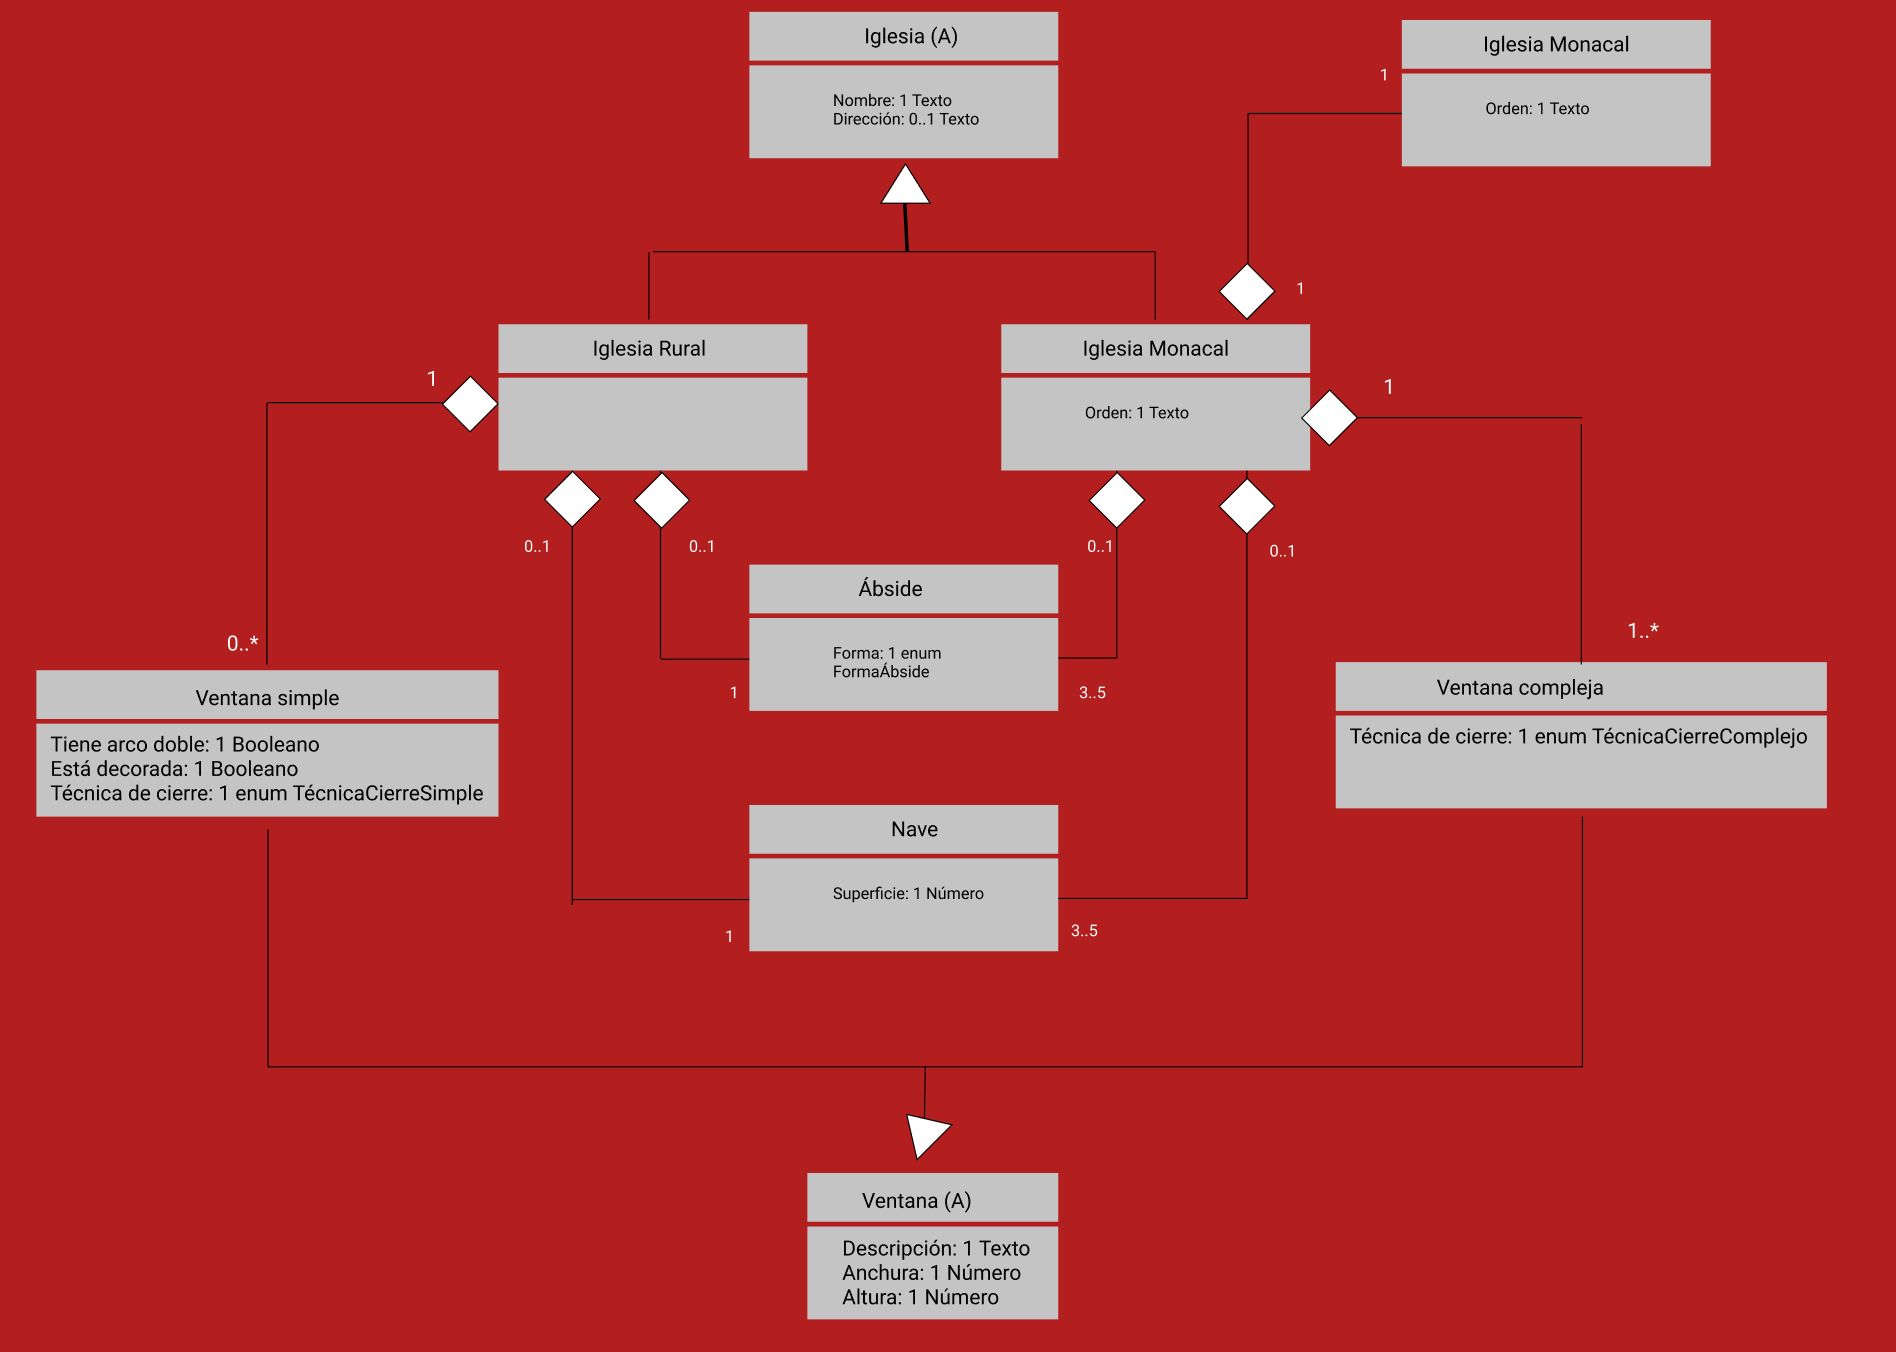 Iglesia (A)
Nombre: 1 Texto
Dirección: 0..1 Texto
Iglesia Monacal
Orden: 1 Texto
1
1
Iglesia Rural
Iglesia Monacal
Orden: 1 Texto
1
1
0..1
0..1
0..1
0..1
Ábside
Forma: 1 enum
FormaÁbside
1
3..5
0..*
1..*
Ventana simple
Tiene arco doble: 1 Booleano
Está decorada: 1 Booleano
Técnica de cierre: 1 enum TécnicaCierreSimple
Ventana compleja
Técnica de cierre: 1 enum TécnicaCierreComplejo
Nave
Superficie: 1 Número
1
3..5
Ventana (A)
Descripción: 1 Texto
Anchura: 1 Número
Altura: 1 Número